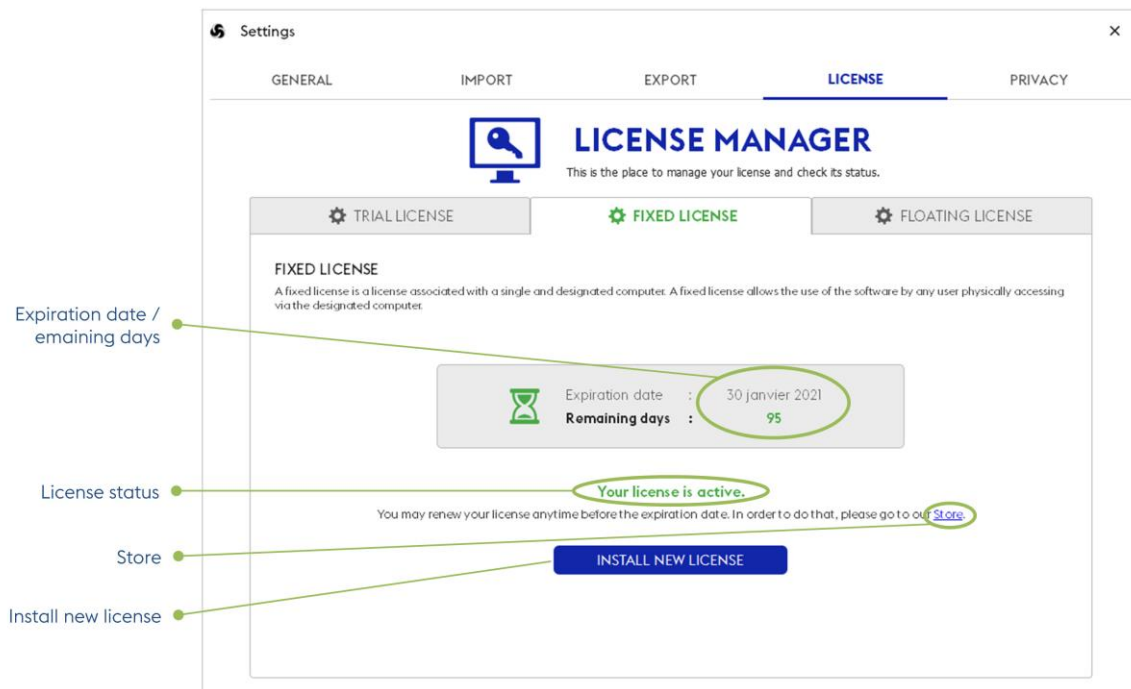 Settings
GENERAL IMPORT EXPORT LICENSE PRIVACY
LICENSE MANAGER
This is the place to manage your license and check its status.
TRIAL LICENSE FIXED LICENSE FLOATING LICENSE
FIXED LICENSE
A fixed license is a license associated with a single and designated computer. A fixed license allows the use of the software by any user physically accessing
via the designated computer.
Expiration date /
emaining days
Expiration date : 30 janvier 2021
Remaining days : 95
License status
Your license is active.
You may renew your license anytime before the expiration date. In order to do that, please go to our Store.
Store
INSTALL NEW LICENSE
Install new license